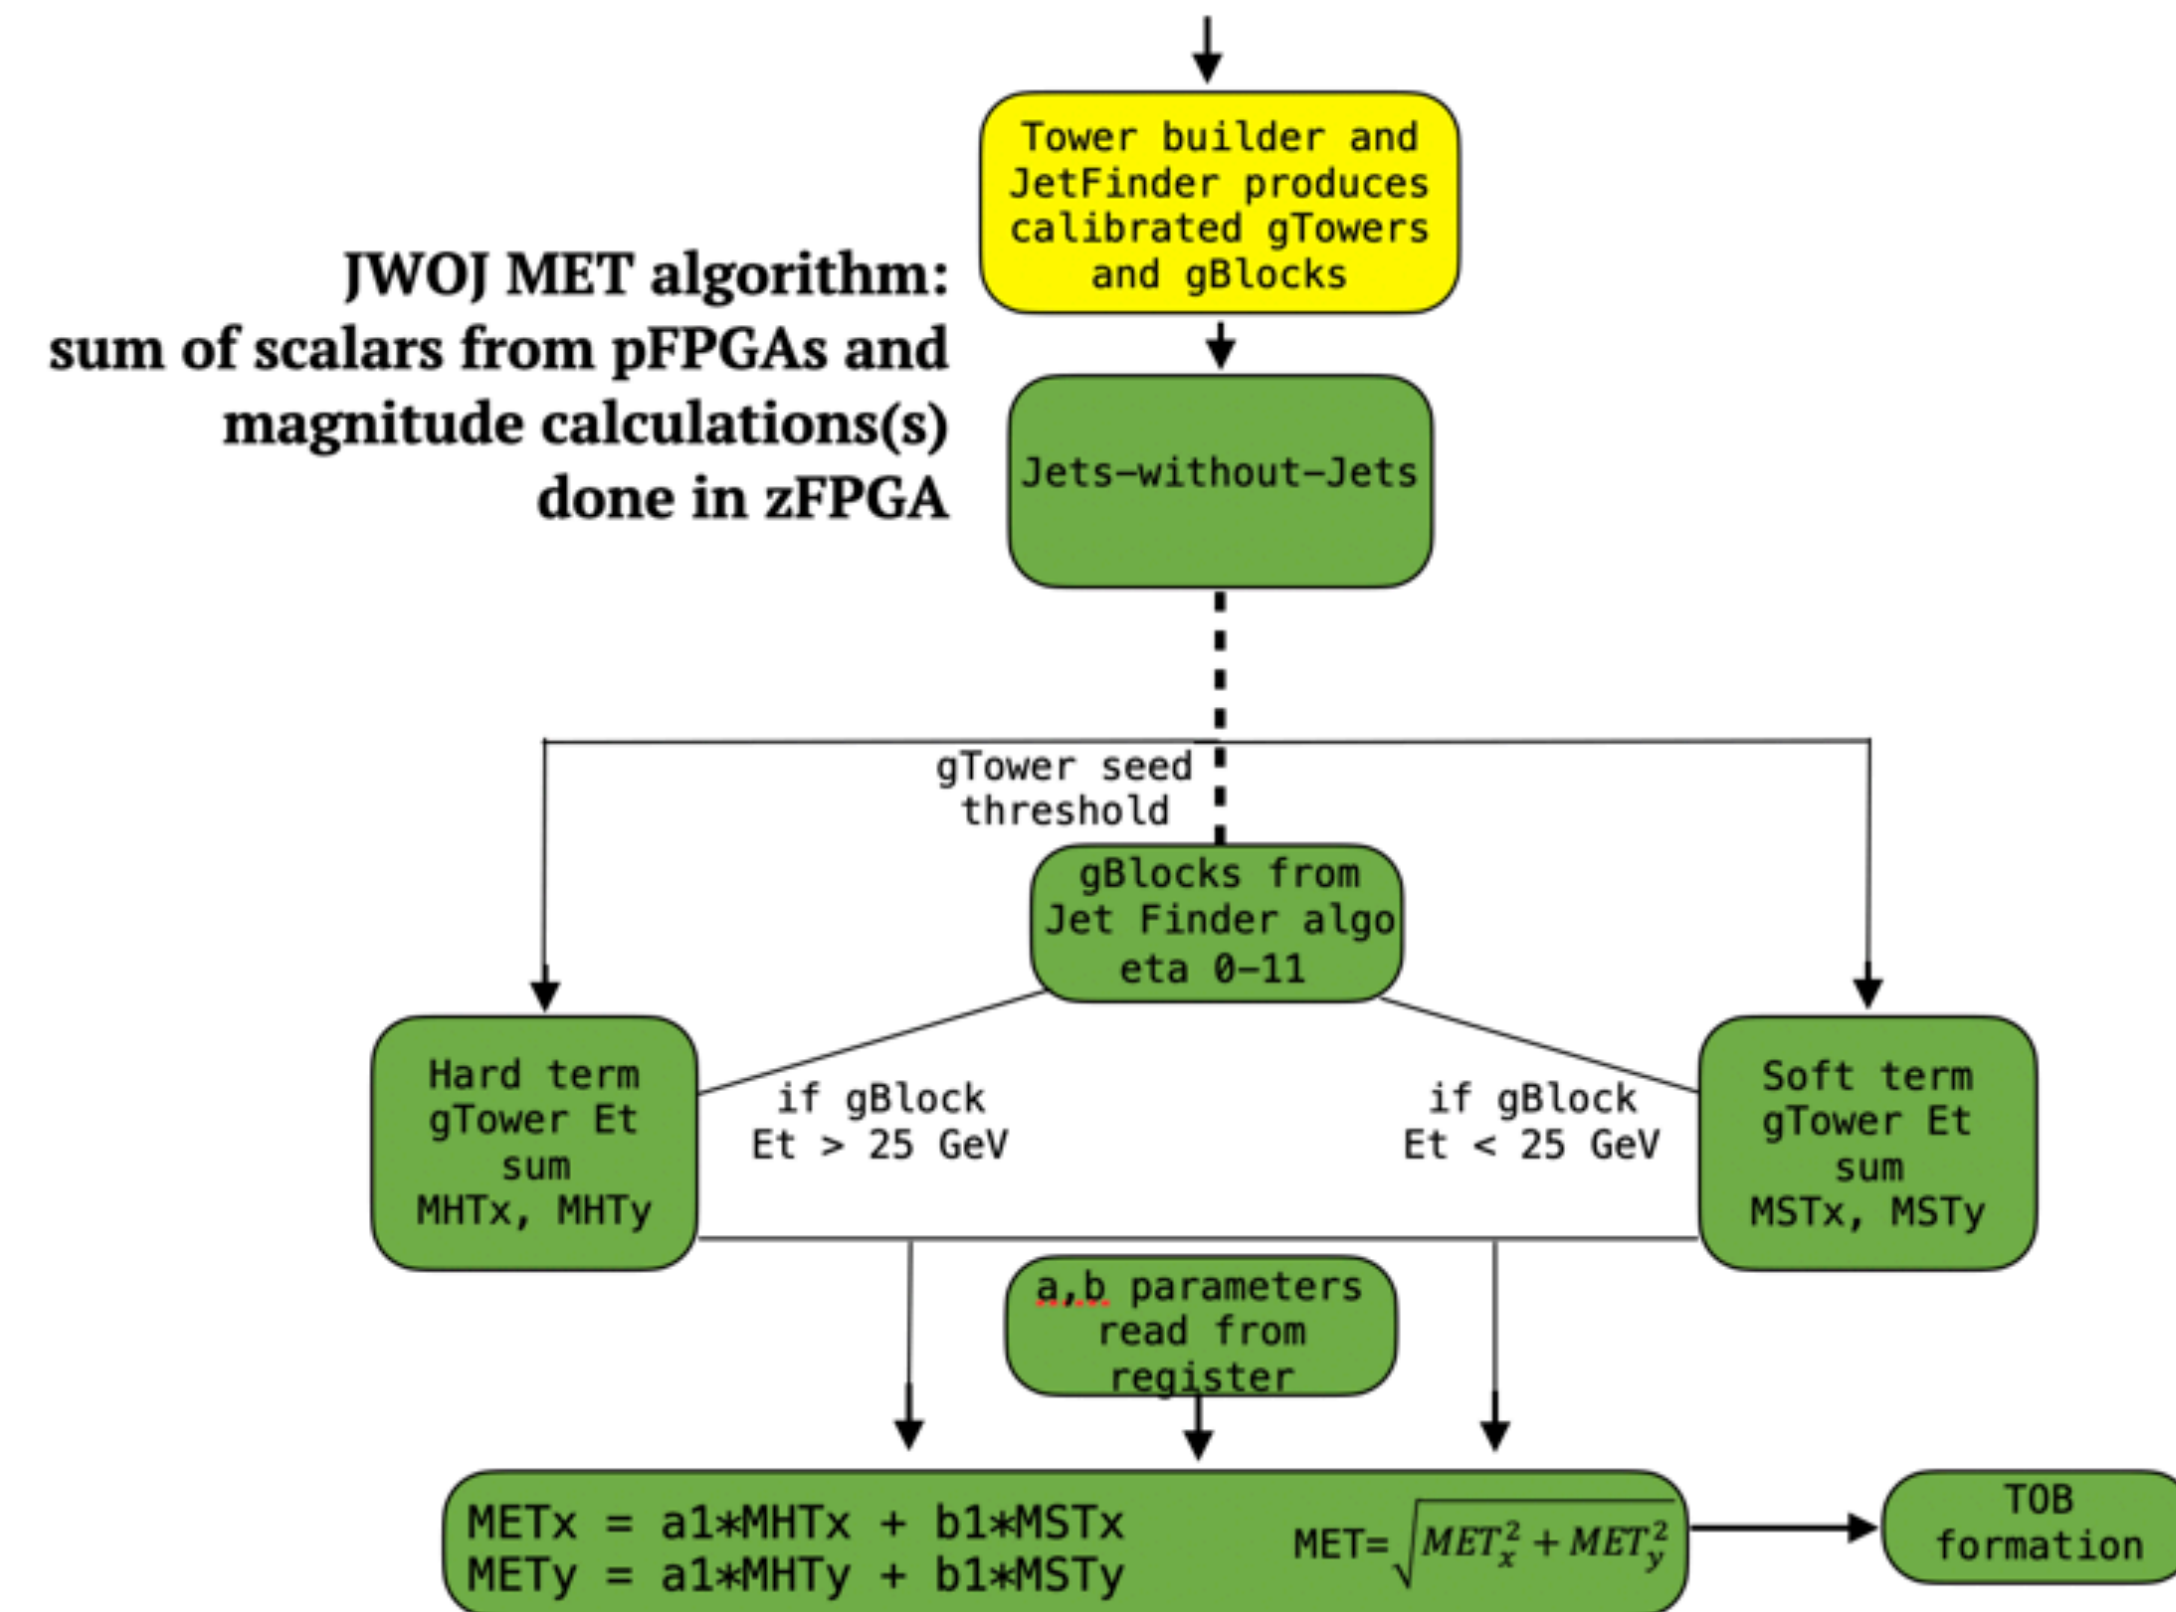 Tower builder and
JetFinder produces
calibrated gTowers
and gBlocks
JWOJ MET algorithm:
sum of scalars from pFPGAs and
magnitude calculations(s)
done in zFPGA
Jets-without-Jets
gTower seed
threshold
gBlocks from
Jet Finder algo
eta 0-11
Hard term
gTower Et
sum
MHTx, MHTy
if gBlock
Et > 25 GeV
if gBlock
Et < 25 GeV
Soft term
gTower Et
sum
MSTx, MSTy
a,b parameters
read from
register
METx = a1*MHTx + b1*MSTx
METy = a1*MHTy + b1*MSTy
MET=√(MET_x^2 + MET_y^2)
TOB
formation